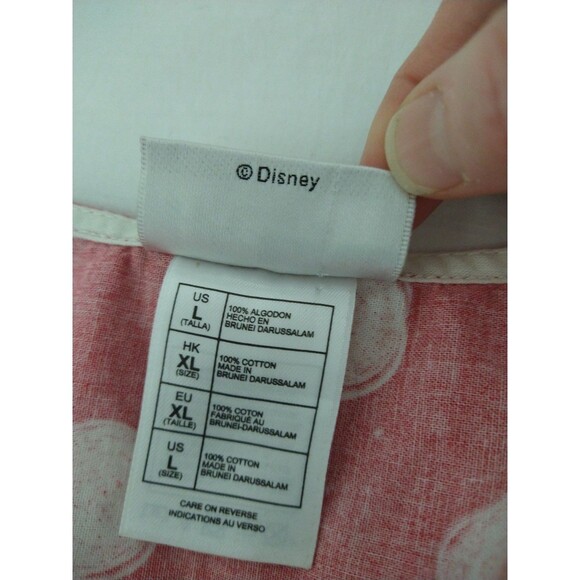 © Disney
US
L
(TALLA)
100% ALGODON
HECHO EN
BRUNEI DARUSSALAM
HK
XL
(SIZE)
100% COTTON
MADE IN
BRUNEI DARUSSALAM
EU
XL
(TAILLE)
100% COTON
FABRIQUÉ AU
BRUNEI-DARUSSALAM
US
L
(SIZE)
100% COTTON
MADE IN
BRUNEI DARUSSALAM
CARE ON REVERSE
INDICATIONS AU VERSO